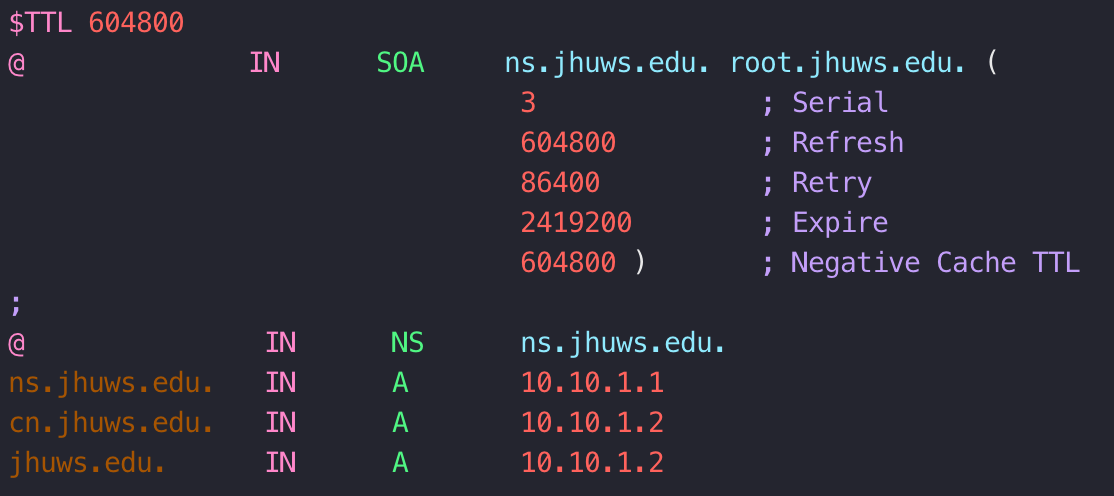 $TTL 604800
@ IN SOA ns.jhuws.edu. root.jhuws.edu. (
3 ; Serial
604800 ; Refresh
86400 ; Retry
2419200 ; Expire
604800 ) ; Negative Cache TTL
;
@ IN NS ns.jhuws.edu.
ns.jhuws.edu. IN A 10.10.1.1
cn.jhuws.edu. IN A 10.10.1.2
jhuws.edu. IN A 10.10.1.2